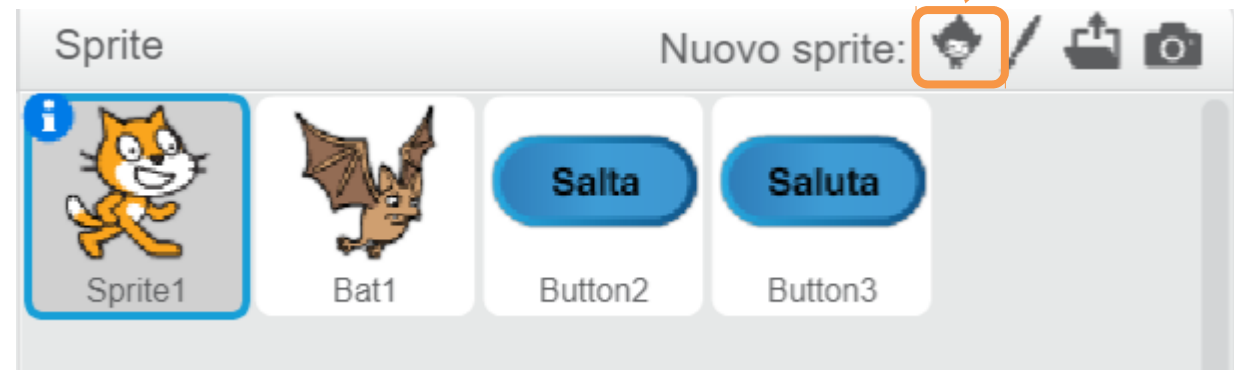 Sprite Nuovo sprite:
i
Salta Saluta
Sprite1 Bat1 Button2 Button3